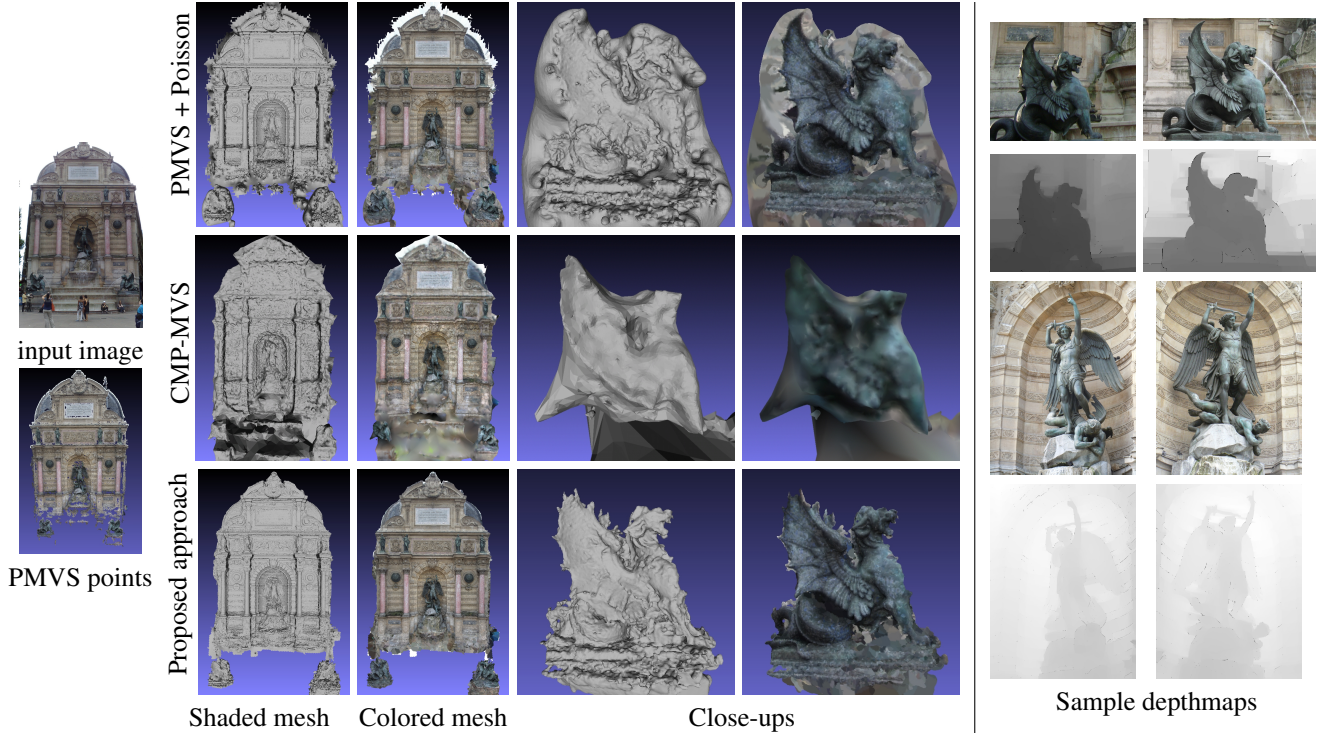 PMVS + Poisson
CMP-MVS
Proposed approach
input image
PMVS points
Shaded mesh
Colored mesh
Close-ups
Sample depthmaps